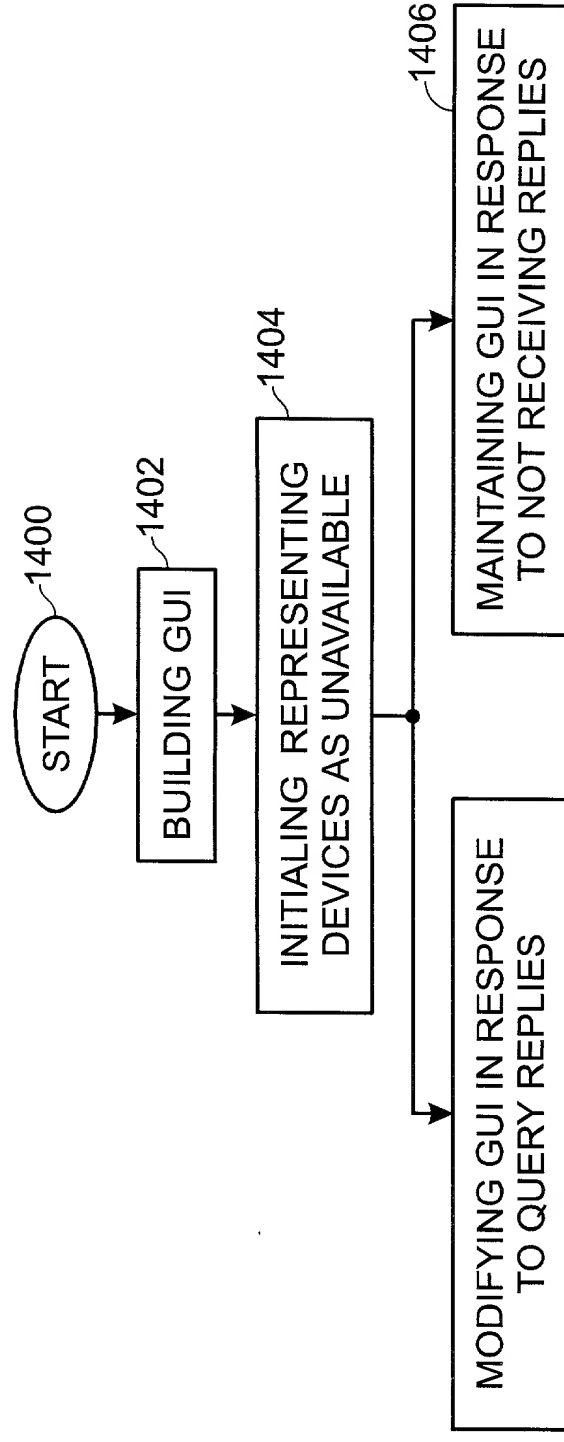 START
1400
BUILDING GUI
1402
INITIALING REPRESENTING
DEVICES AS UNAVAILABLE
1404
MODIFYING GUI IN RESPONSE
TO QUERY REPLIES
MAINTAINING GUI IN RESPONSE
TO NOT RECEIVING REPLIES
1406